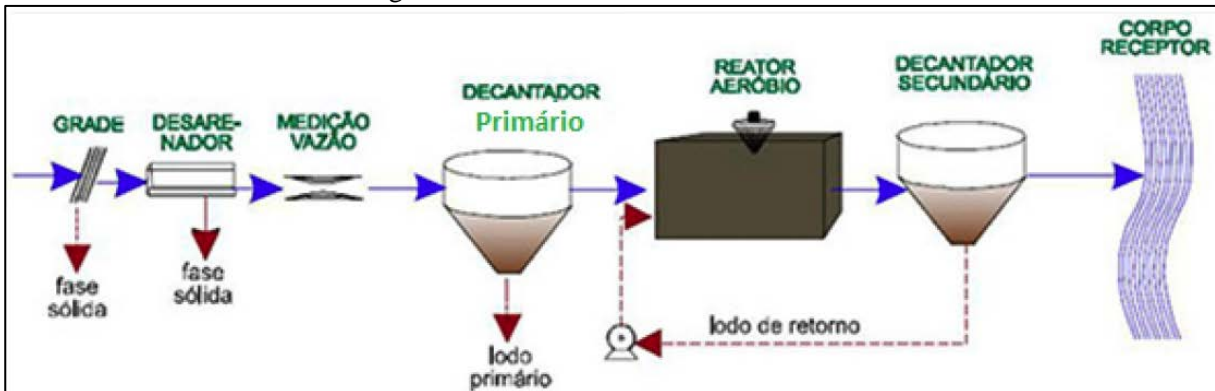 GRADE
DESARE-
NADOR
MEDIÇÃO
VAZÃO
DECANTADOR
Primário
REATOR
AERÓBIO
DECANTADOR
SECUNDÁRIO
CORPO
RECEPTOR
fase
sólida
fase
sólida
lodo
primário
lodo de retorno